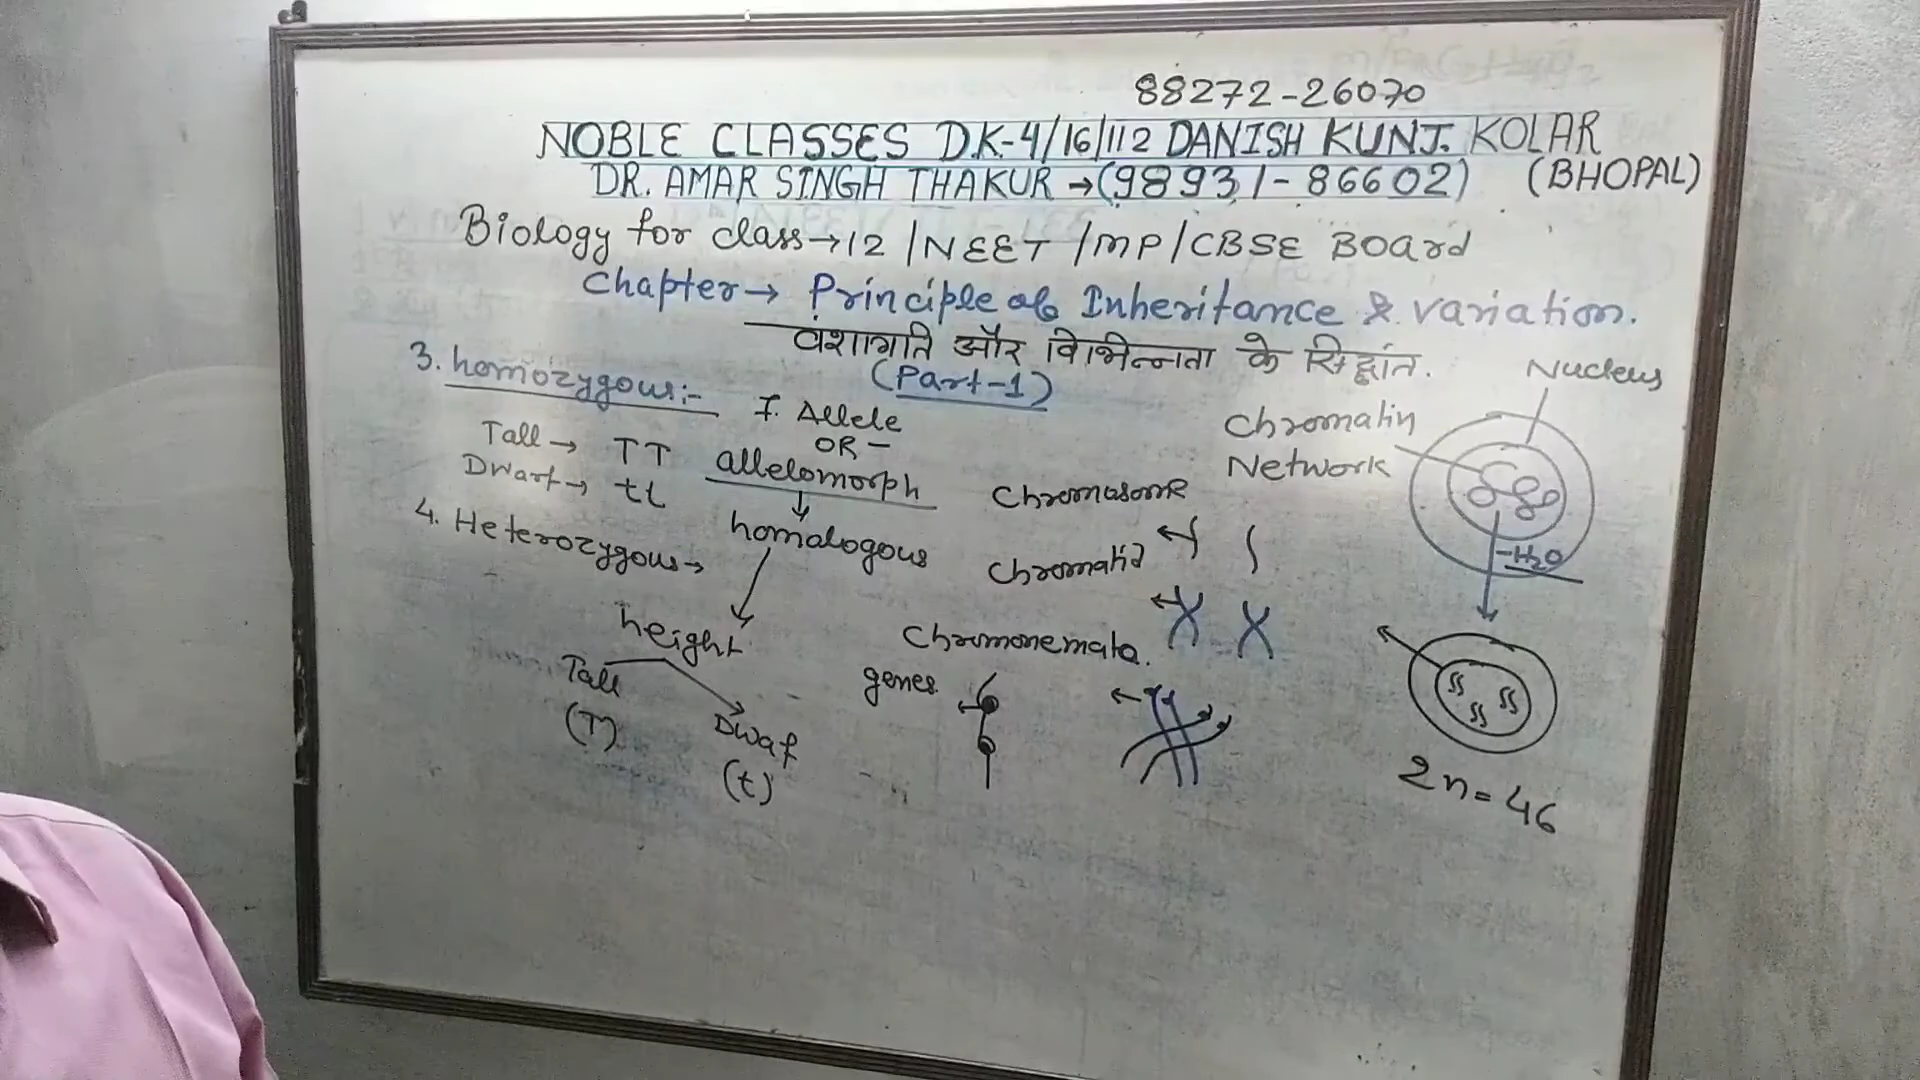 88272-26070
NOBLE CLASSES D.K-4/16/112 DANISH KUNJ. KOLAR
DR. AMAR SINGH THAKUR →(98931-86602) (BHOPAL)
Biology for class→12 /NEET /MP/CBSE BOARD
Chapter→ Principle of Inheritance & variation.
वंशागति और विभिन्नता के सिद्धांत.
(Part-1)
3. homozygous:-
Tall→ TT
Dwarf→ tt
4. Heterozygous→
I. Allele
OR-
allelomorph
homologous
height
Tall
(T)
Dwaf
(t)
Chromosome
Chromatid
Chromonemata.
genes
Nucleus
Chromatin
Network
-H₂O
2n=46